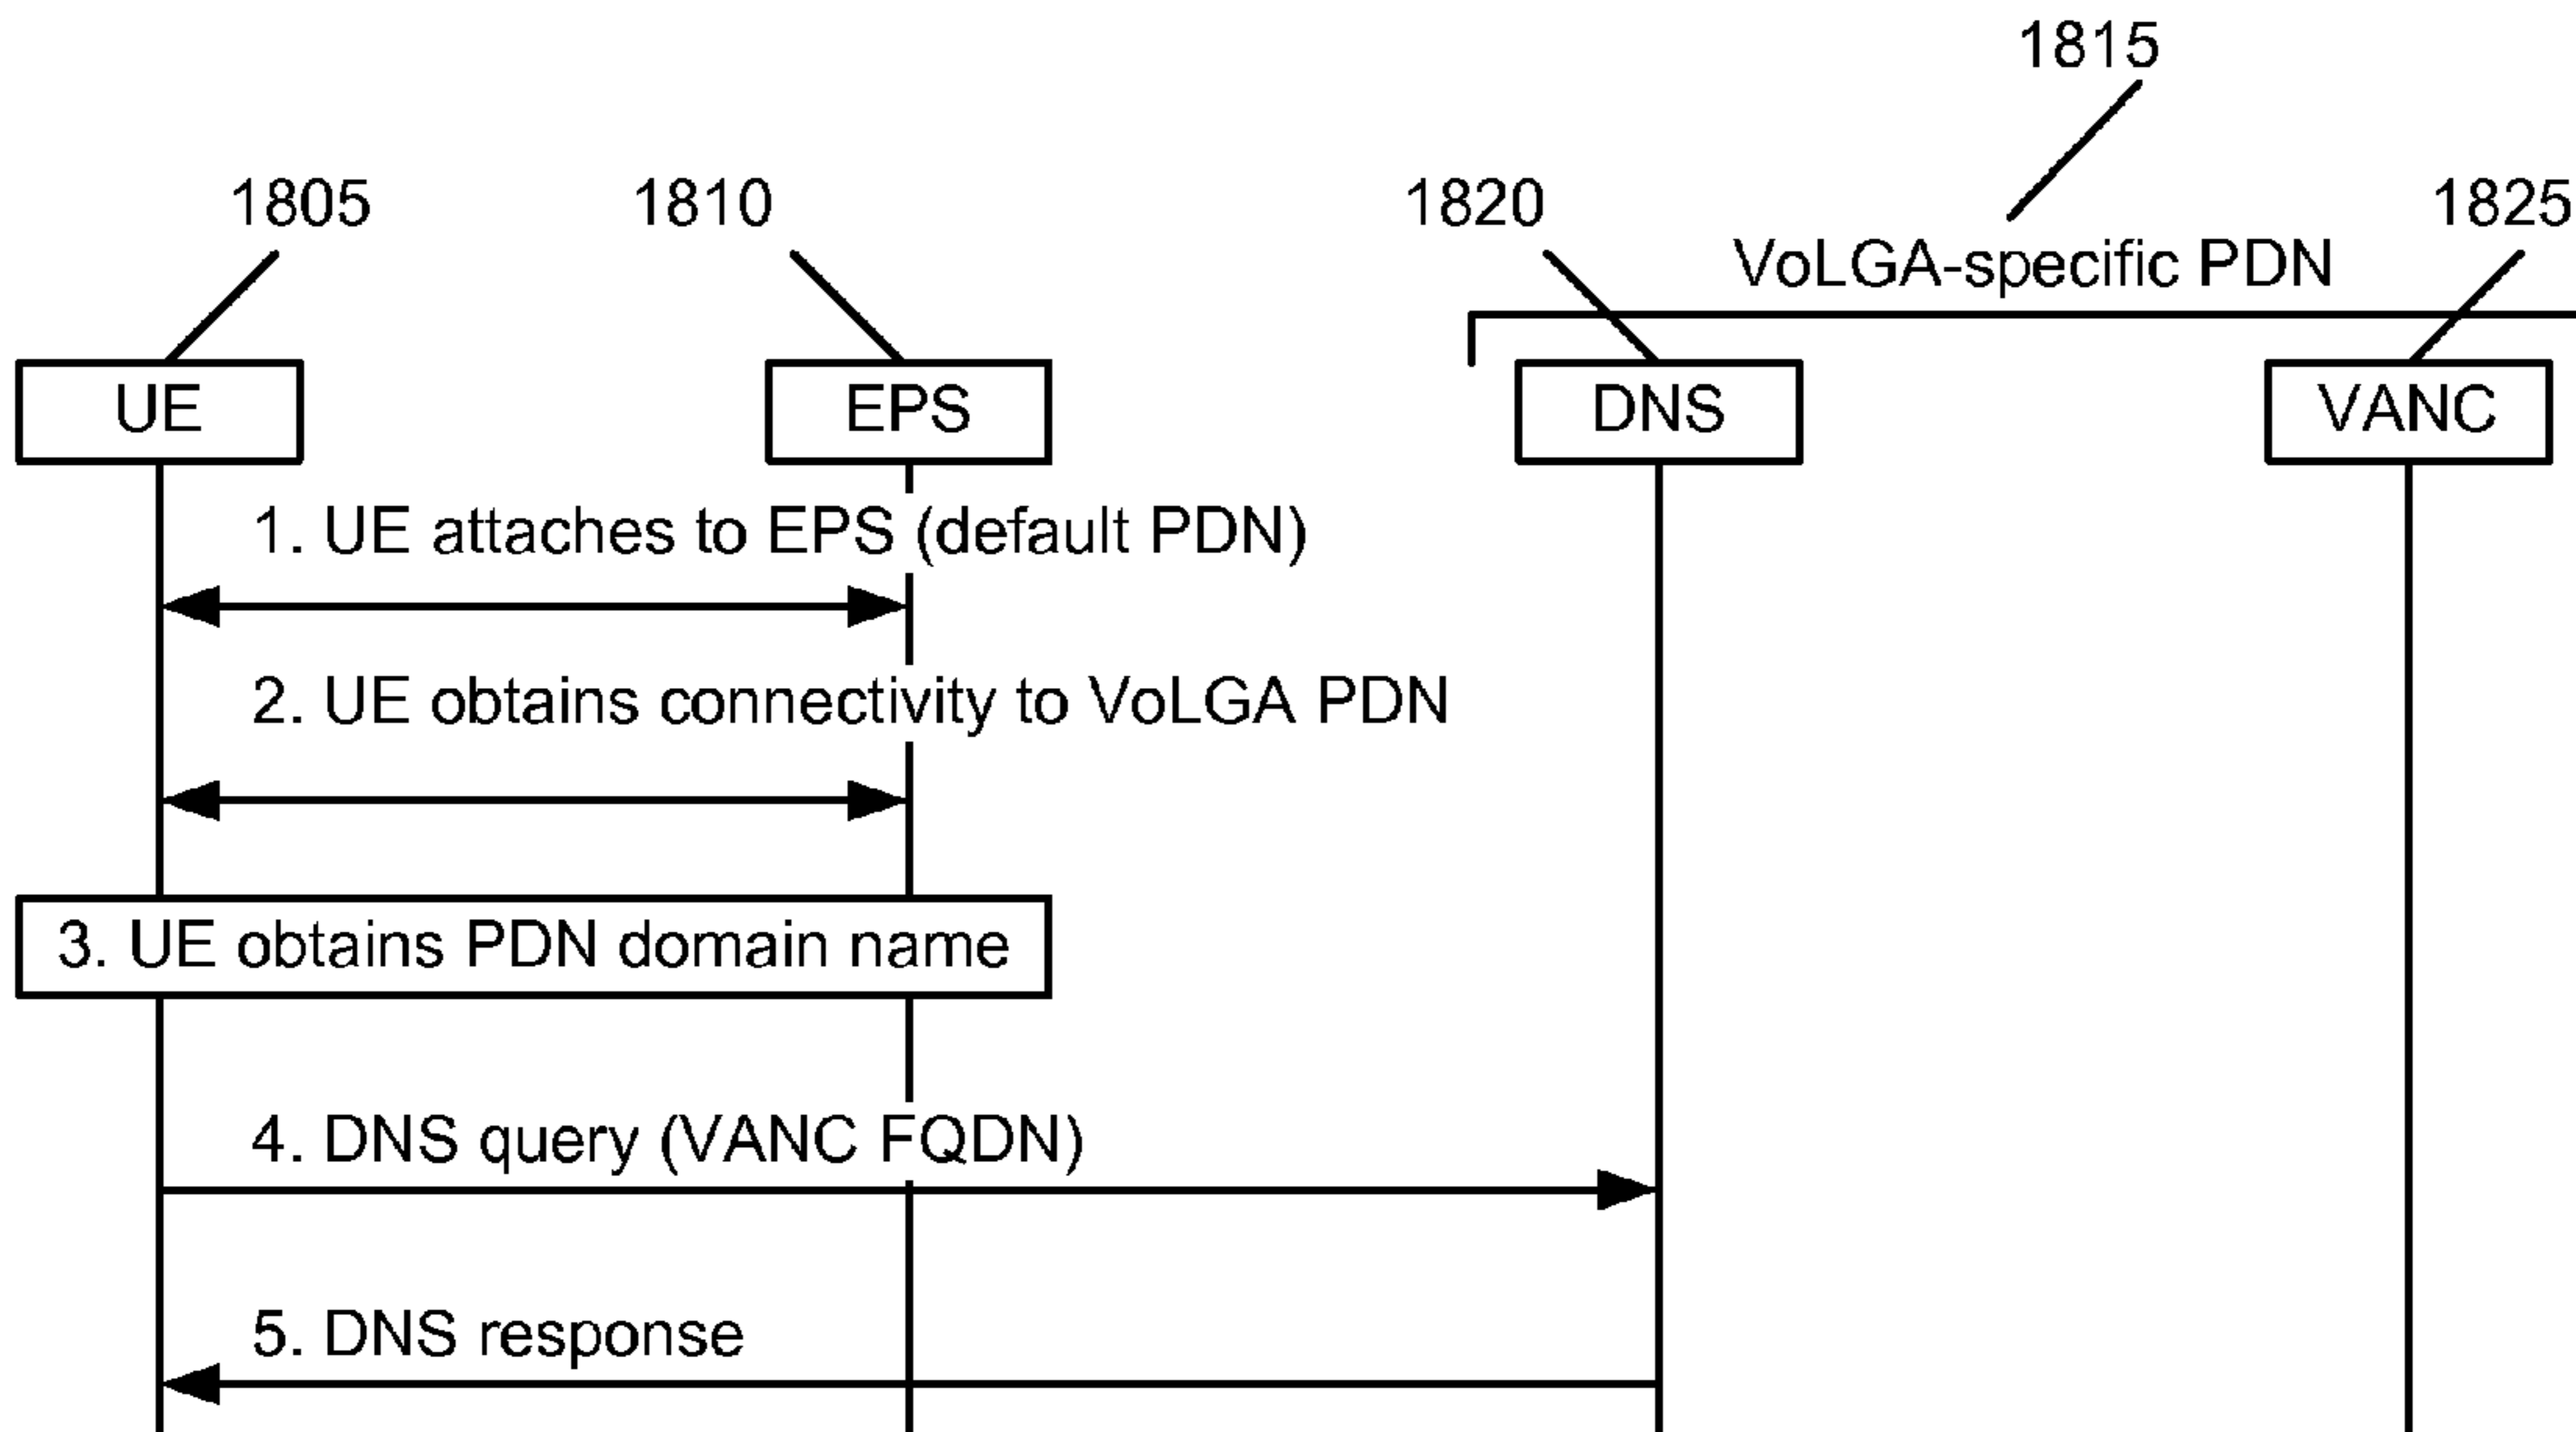 1815
1805
1810
1820
1825
VoLGA-specific PDN
UE
EPS
DNS
VANC
1. UE attaches to EPS (default PDN)
2. UE obtains connectivity to VoLGA PDN
3. UE obtains PDN domain name
4. DNS query (VANC FQDN)
5. DNS response